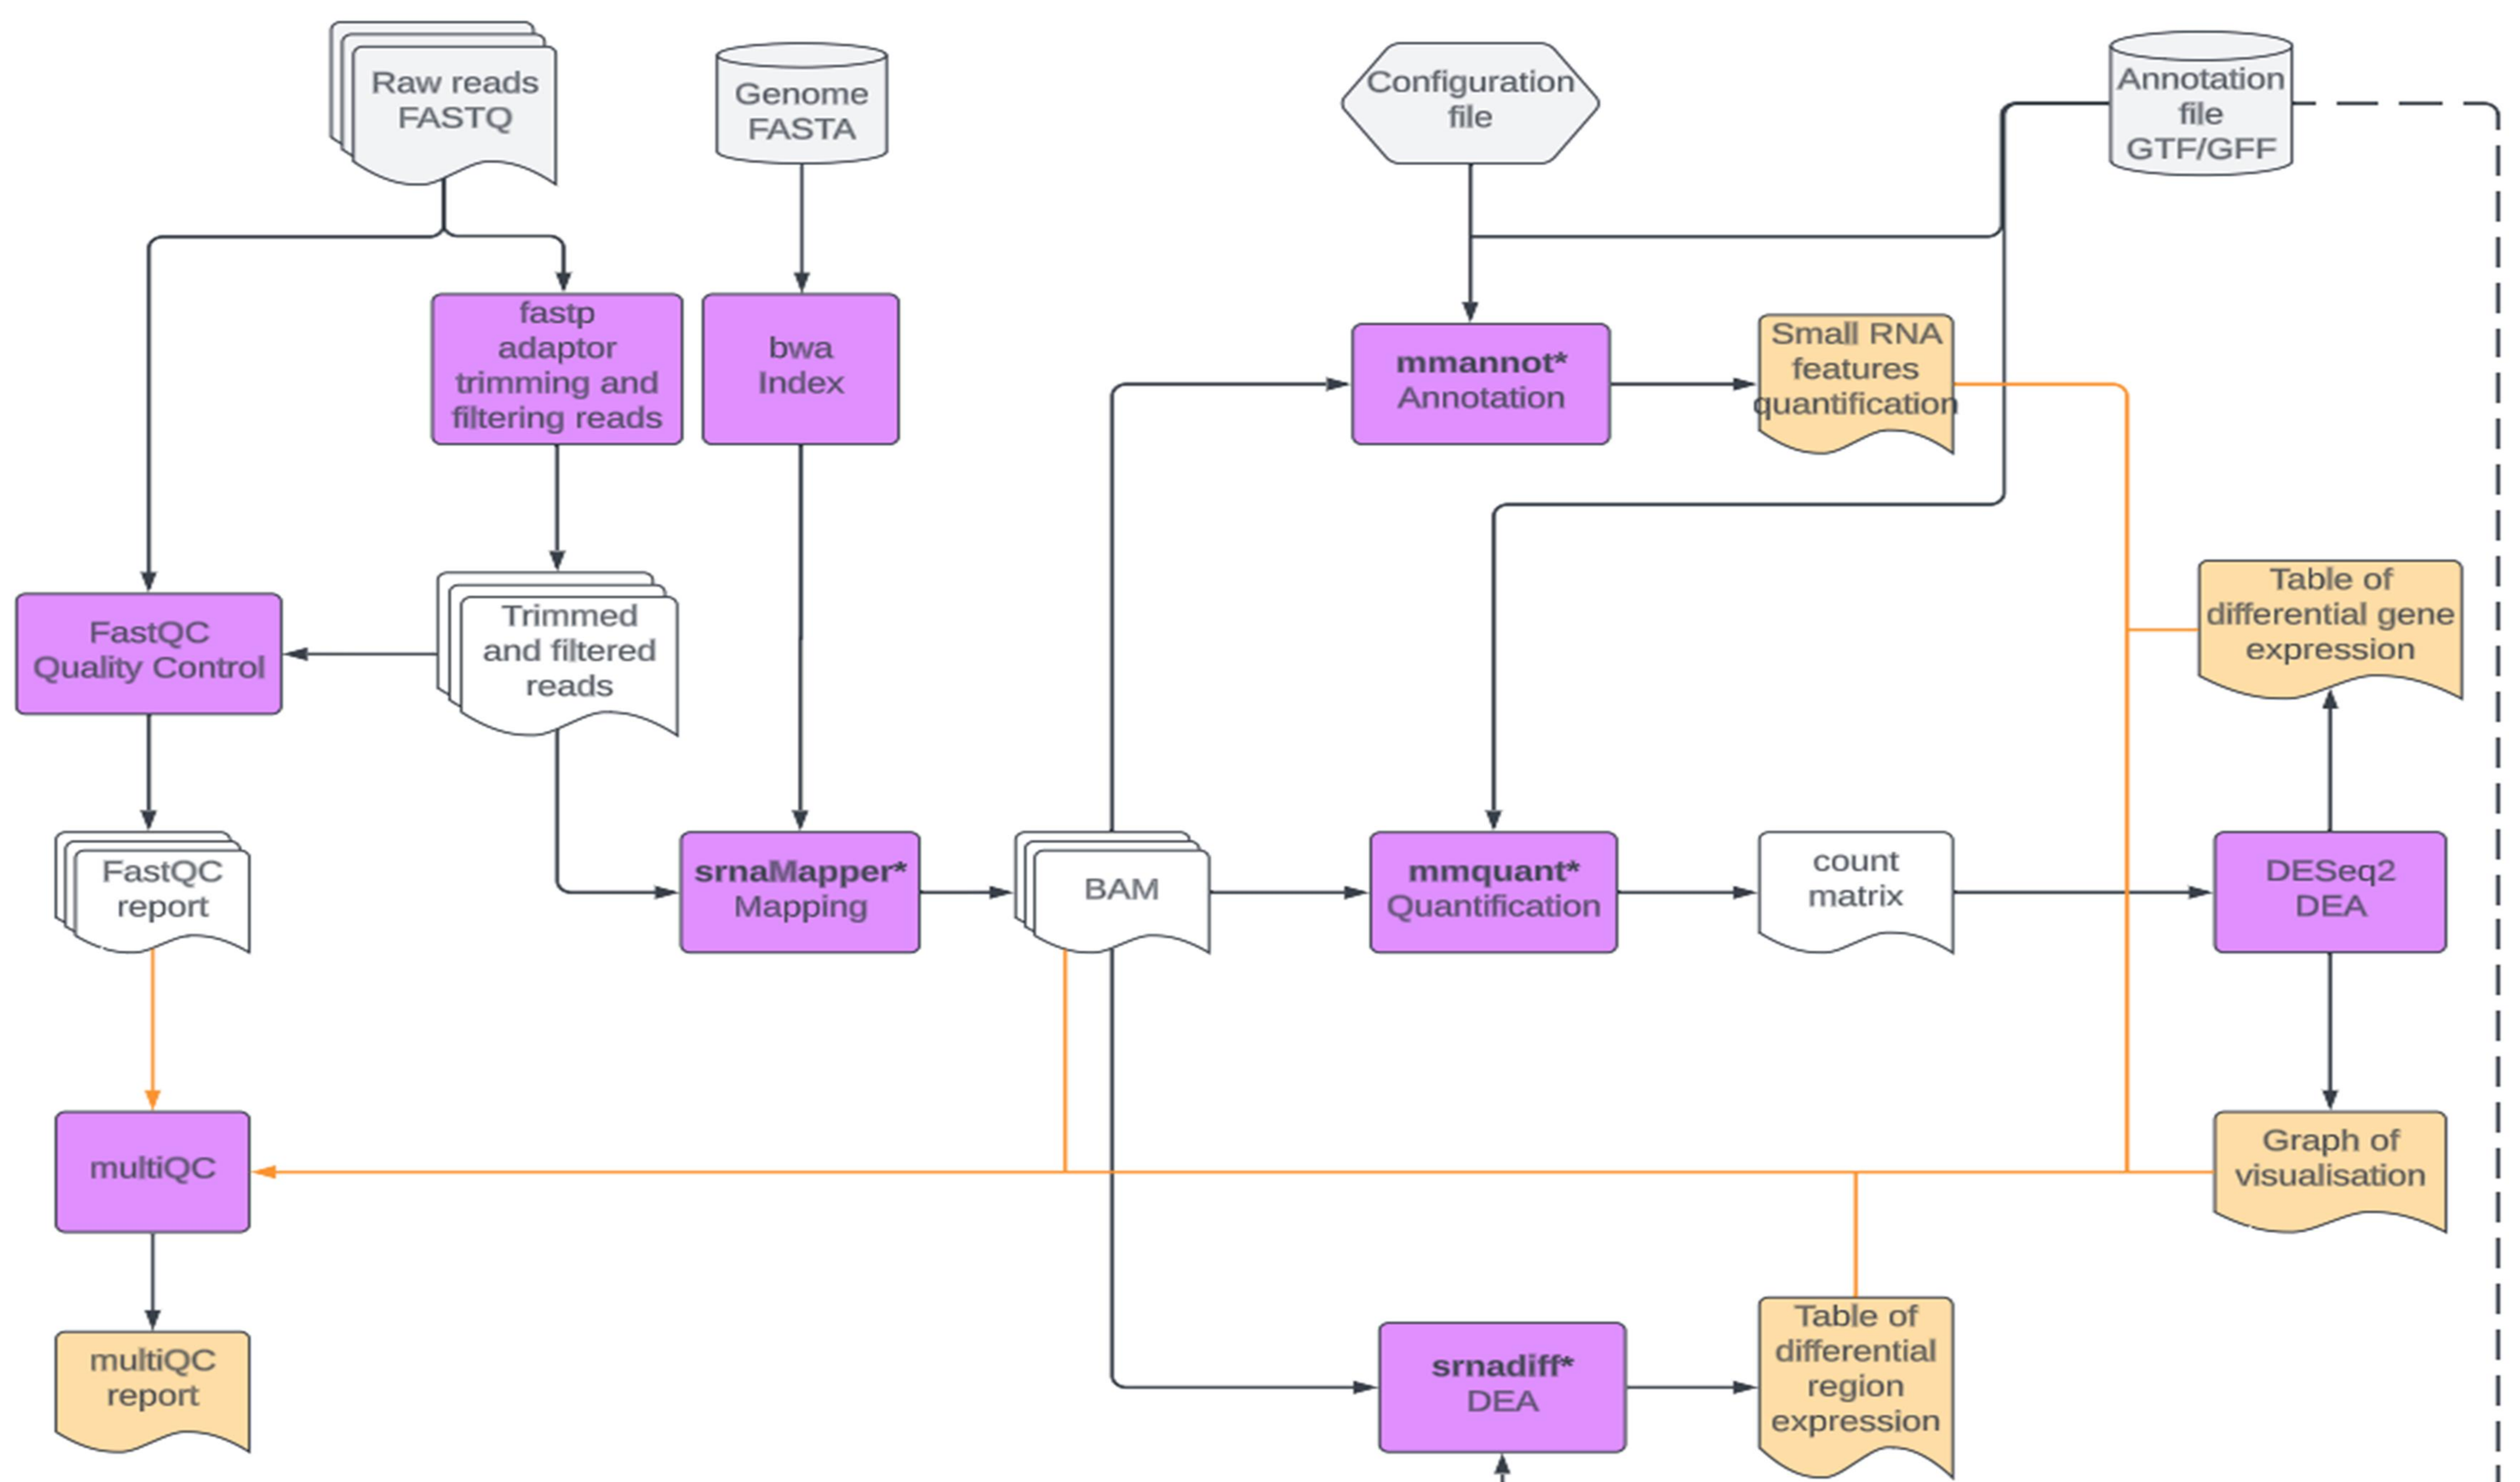 Raw reads
FASTQ
Genome
FASTA
Configuration
file
Annotation
file
GTF/GFF
fastp
adaptor
trimming and
filtering reads
bwa
Index
mmannot*
Annotation
Small RNA
features
quantification
FastQC
Quality Control
Trimmed
and filtered
reads
Table of
differential gene
expression
FastQC
report
srnaMapper*
Mapping
BAM
mmquant*
Quantification
count
matrix
DESeq2
DEA
multiQC
Graph of
visualisation
multiQC
report
srnadiff*
DEA
Table of
differential
region
expression